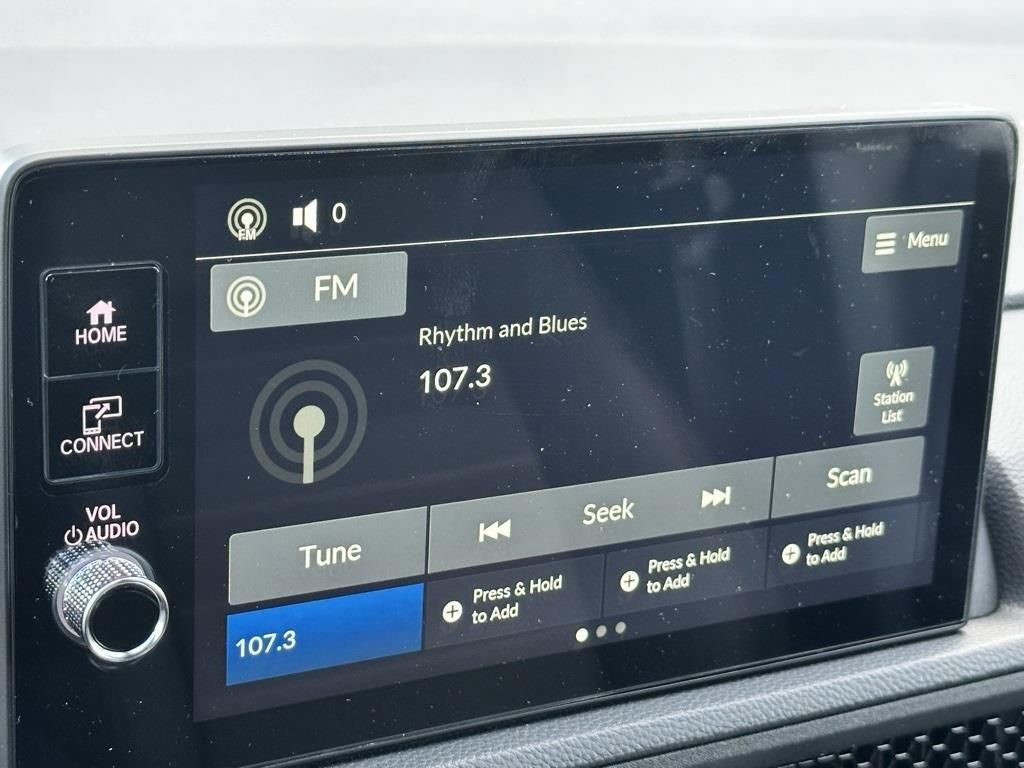 FM
0
Menu
FM
HOME
Rhythm and Blues
107.3
Station
List
CONNECT
Scan
Seek
VOL
AUDIO
Tune
Press & Hold
to Add
Press & Hold
to Add
Press & Hold
to Add
107.3